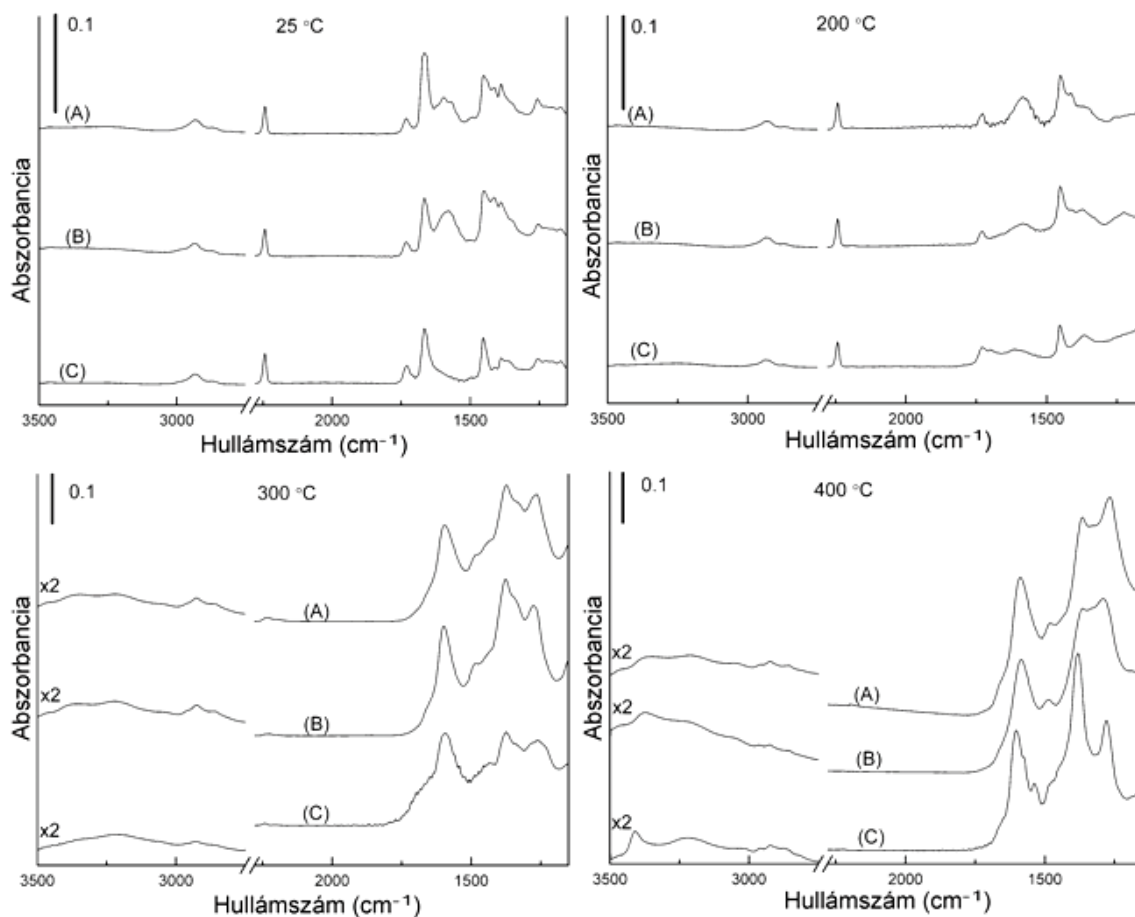 0.1
25 °C
(A)
(B)
(C)
Abszorbancia
3500
3000
2000
1500
Hullámszám (cm⁻¹)
0.1
200 °C
(A)
(B)
(C)
Abszorbancia
3500
3000
2000
1500
Hullámszám (cm⁻¹)
0.1
300 °C
x2
(A)
x2
(B)
(C)
x2
Abszorbancia
3500
3000
2000
1500
Hullámszám (cm⁻¹)
0.1
400 °C
x2
(A)
x2
(B)
x2
(C)
Abszorbancia
3500
3000
2000
1500
Hullámszám (cm⁻¹)